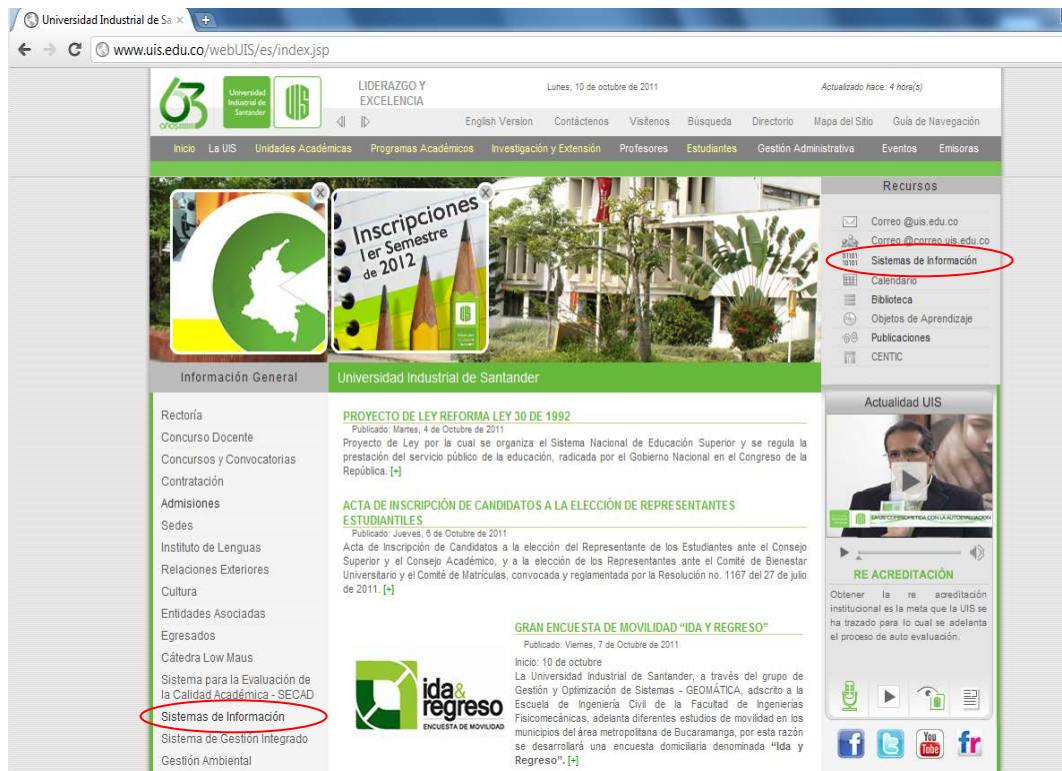 Universidad Industrial de Sa
www.uis.edu.co/webUIS/es/index.jsp
63
años
Universidad
Industrial de
Santander
UIS
LIDERAZGO Y
EXCELENCIA
Lunes, 10 de octubre de 2011
Actualizado hace: 4 hora(s)
English Version Contáctenos Visítenos Búsqueda Directorio Mapa del Sitio Guía de Navegación
Inicio La UIS Unidades Académicas Programas Académicos Investigación y Extensión Profesores Estudiantes Gestión Administrativa Eventos Emisoras
Inscripciones
1er Semestre
de 2012
Recursos
Correo @uis.edu.co
Correo @correo.uis.edu.co
Sistemas de Información
Calendario
Biblioteca
Objetos de Aprendizaje
Publicaciones
CENTIC
Información General
Rectoría
Concurso Docente
Concursos y Convocatorias
Contratación
Admisiones
Sedes
Instituto de Lenguas
Relaciones Exteriores
Cultura
Entidades Asociadas
Egresados
Cátedra Low Maus
Sistema para la Evaluación de
la Calidad Académica - SECAD
Sistemas de Información
Sistema de Gestión Integrado
Gestión Ambiental
Universidad Industrial de Santander
PROYECTO DE LEY REFORMA LEY 30 DE 1992
Publicado: Martes, 4 de Octubre de 2011
Proyecto de Ley por la cual se organiza el Sistema Nacional de Educación Superior y se regula la
prestación del servicio público de la educación, radicada por el Gobierno Nacional en el Congreso de la
República. [+]
ACTA DE INSCRIPCIÓN DE CANDIDATOS A LA ELECCIÓN DE REPRESENTANTES
ESTUDIANTILES
Publicado: Jueves, 6 de Octubre de 2011
Acta de Inscripción de Candidatos a la elección del Representante de los Estudiantes ante el Consejo
Superior y el Consejo Académico, y a la elección de los Representantes ante el Comité de Bienestar
Universitario y el Comité de Matrículas, convocada y reglamentada por la Resolución no. 1167 del 27 de julio
de 2011. [+]
ida&
regreso
ENCUESTA DE MOVILIDAD
GRAN ENCUESTA DE MOVILIDAD "IDA Y REGRESO"
Publicado: Viernes, 7 de Octubre de 2011
Inicio: 10 de octubre
La Universidad Industrial de Santander, a través del grupo de
Gestión y Optimización de Sistemas - GEOMÁTICA, adscrito a la
Escuela de Ingeniería Civil de la Facultad de Ingenierías
Fisicomecánicas, adelanta diferentes estudios de movilidad en los
municipios del área metropolitana de Bucaramanga, por esta razón
se desarrollará una encuesta domiciliaria denominada "Ida y
Regreso". [+]
Actualidad UIS
LA UIS COMPROMETIDA CON LA AUTOEVALUACIÓN
RE ACREDITACIÓN
Obtener la re acreditación
institucional es la meta que la UIS se
ha trazado para lo cual se adelanta
el proceso de auto evaluación.
You
Tube
fr